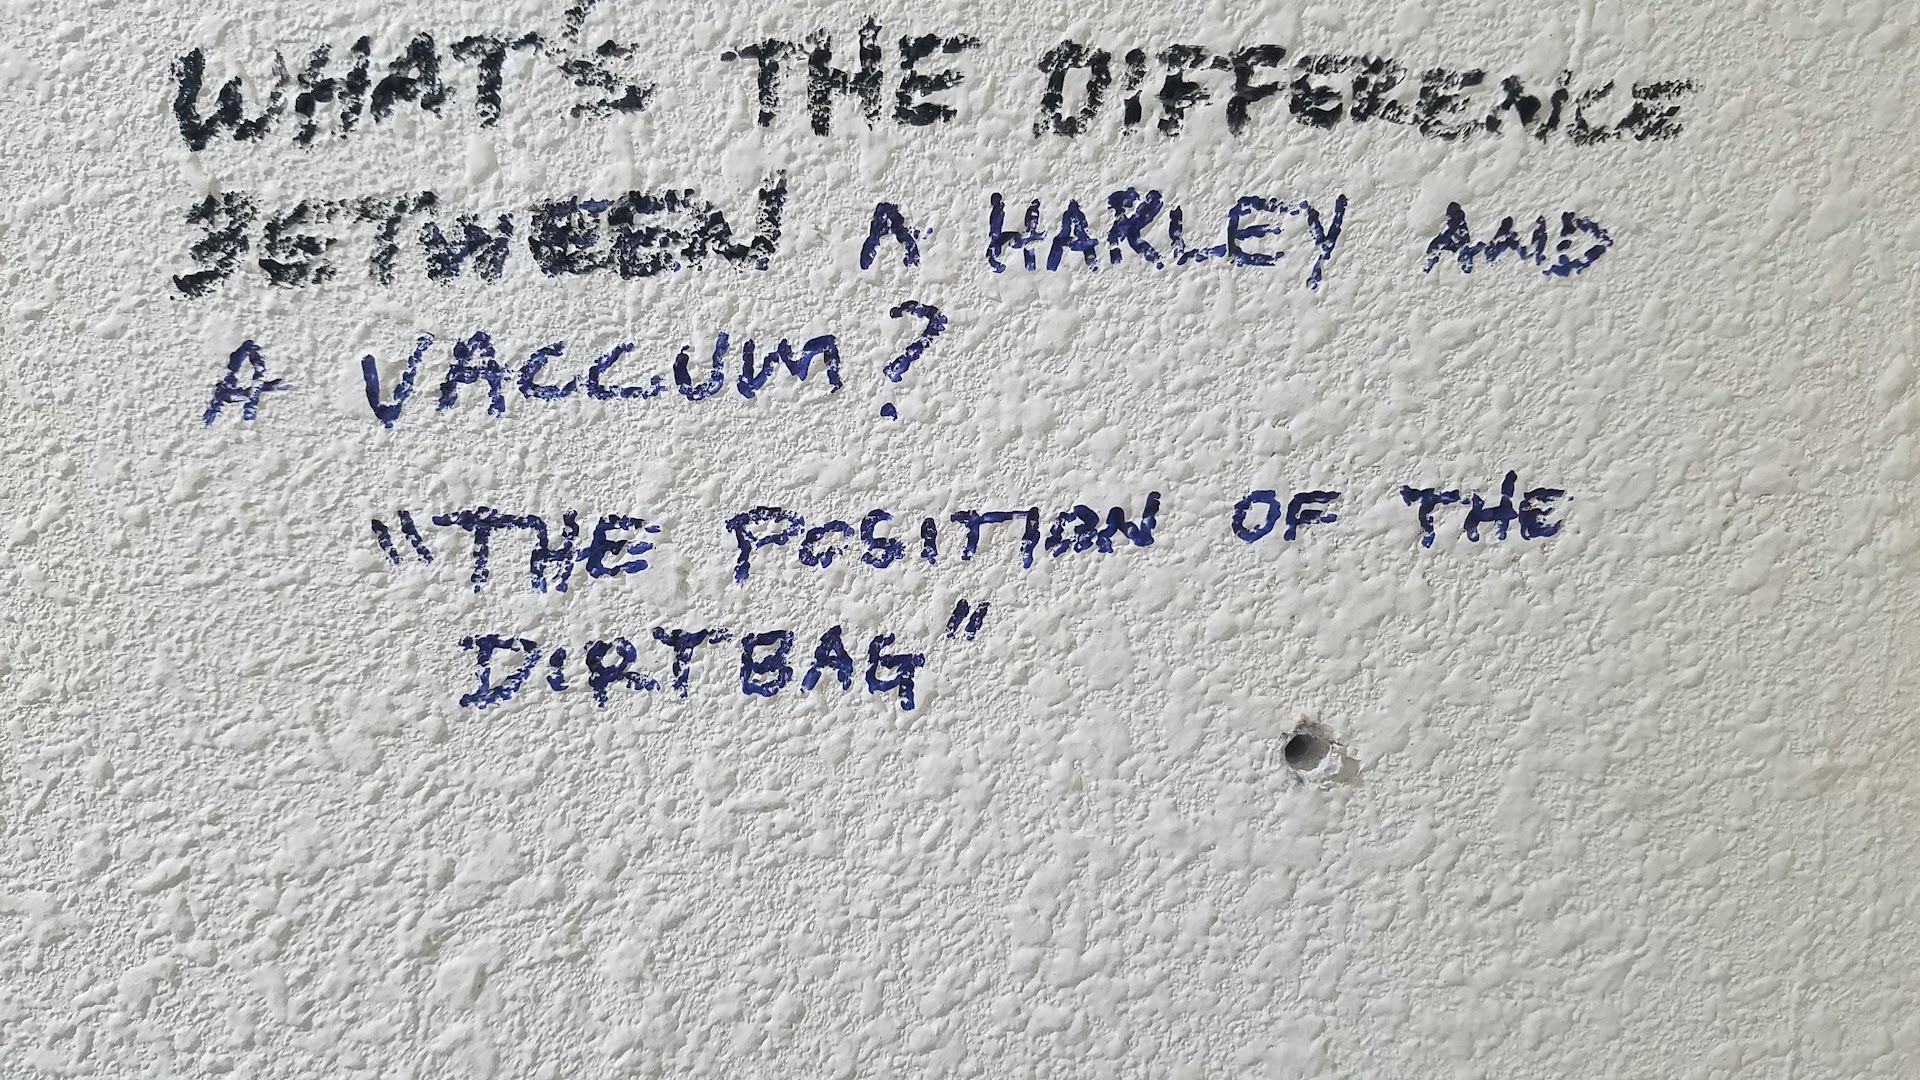 WHAT'S THE DIFFERENCE
BETWEEN A HARLEY AND
A VACCUM?
"THE POSITION OF THE
DIRTBAG"